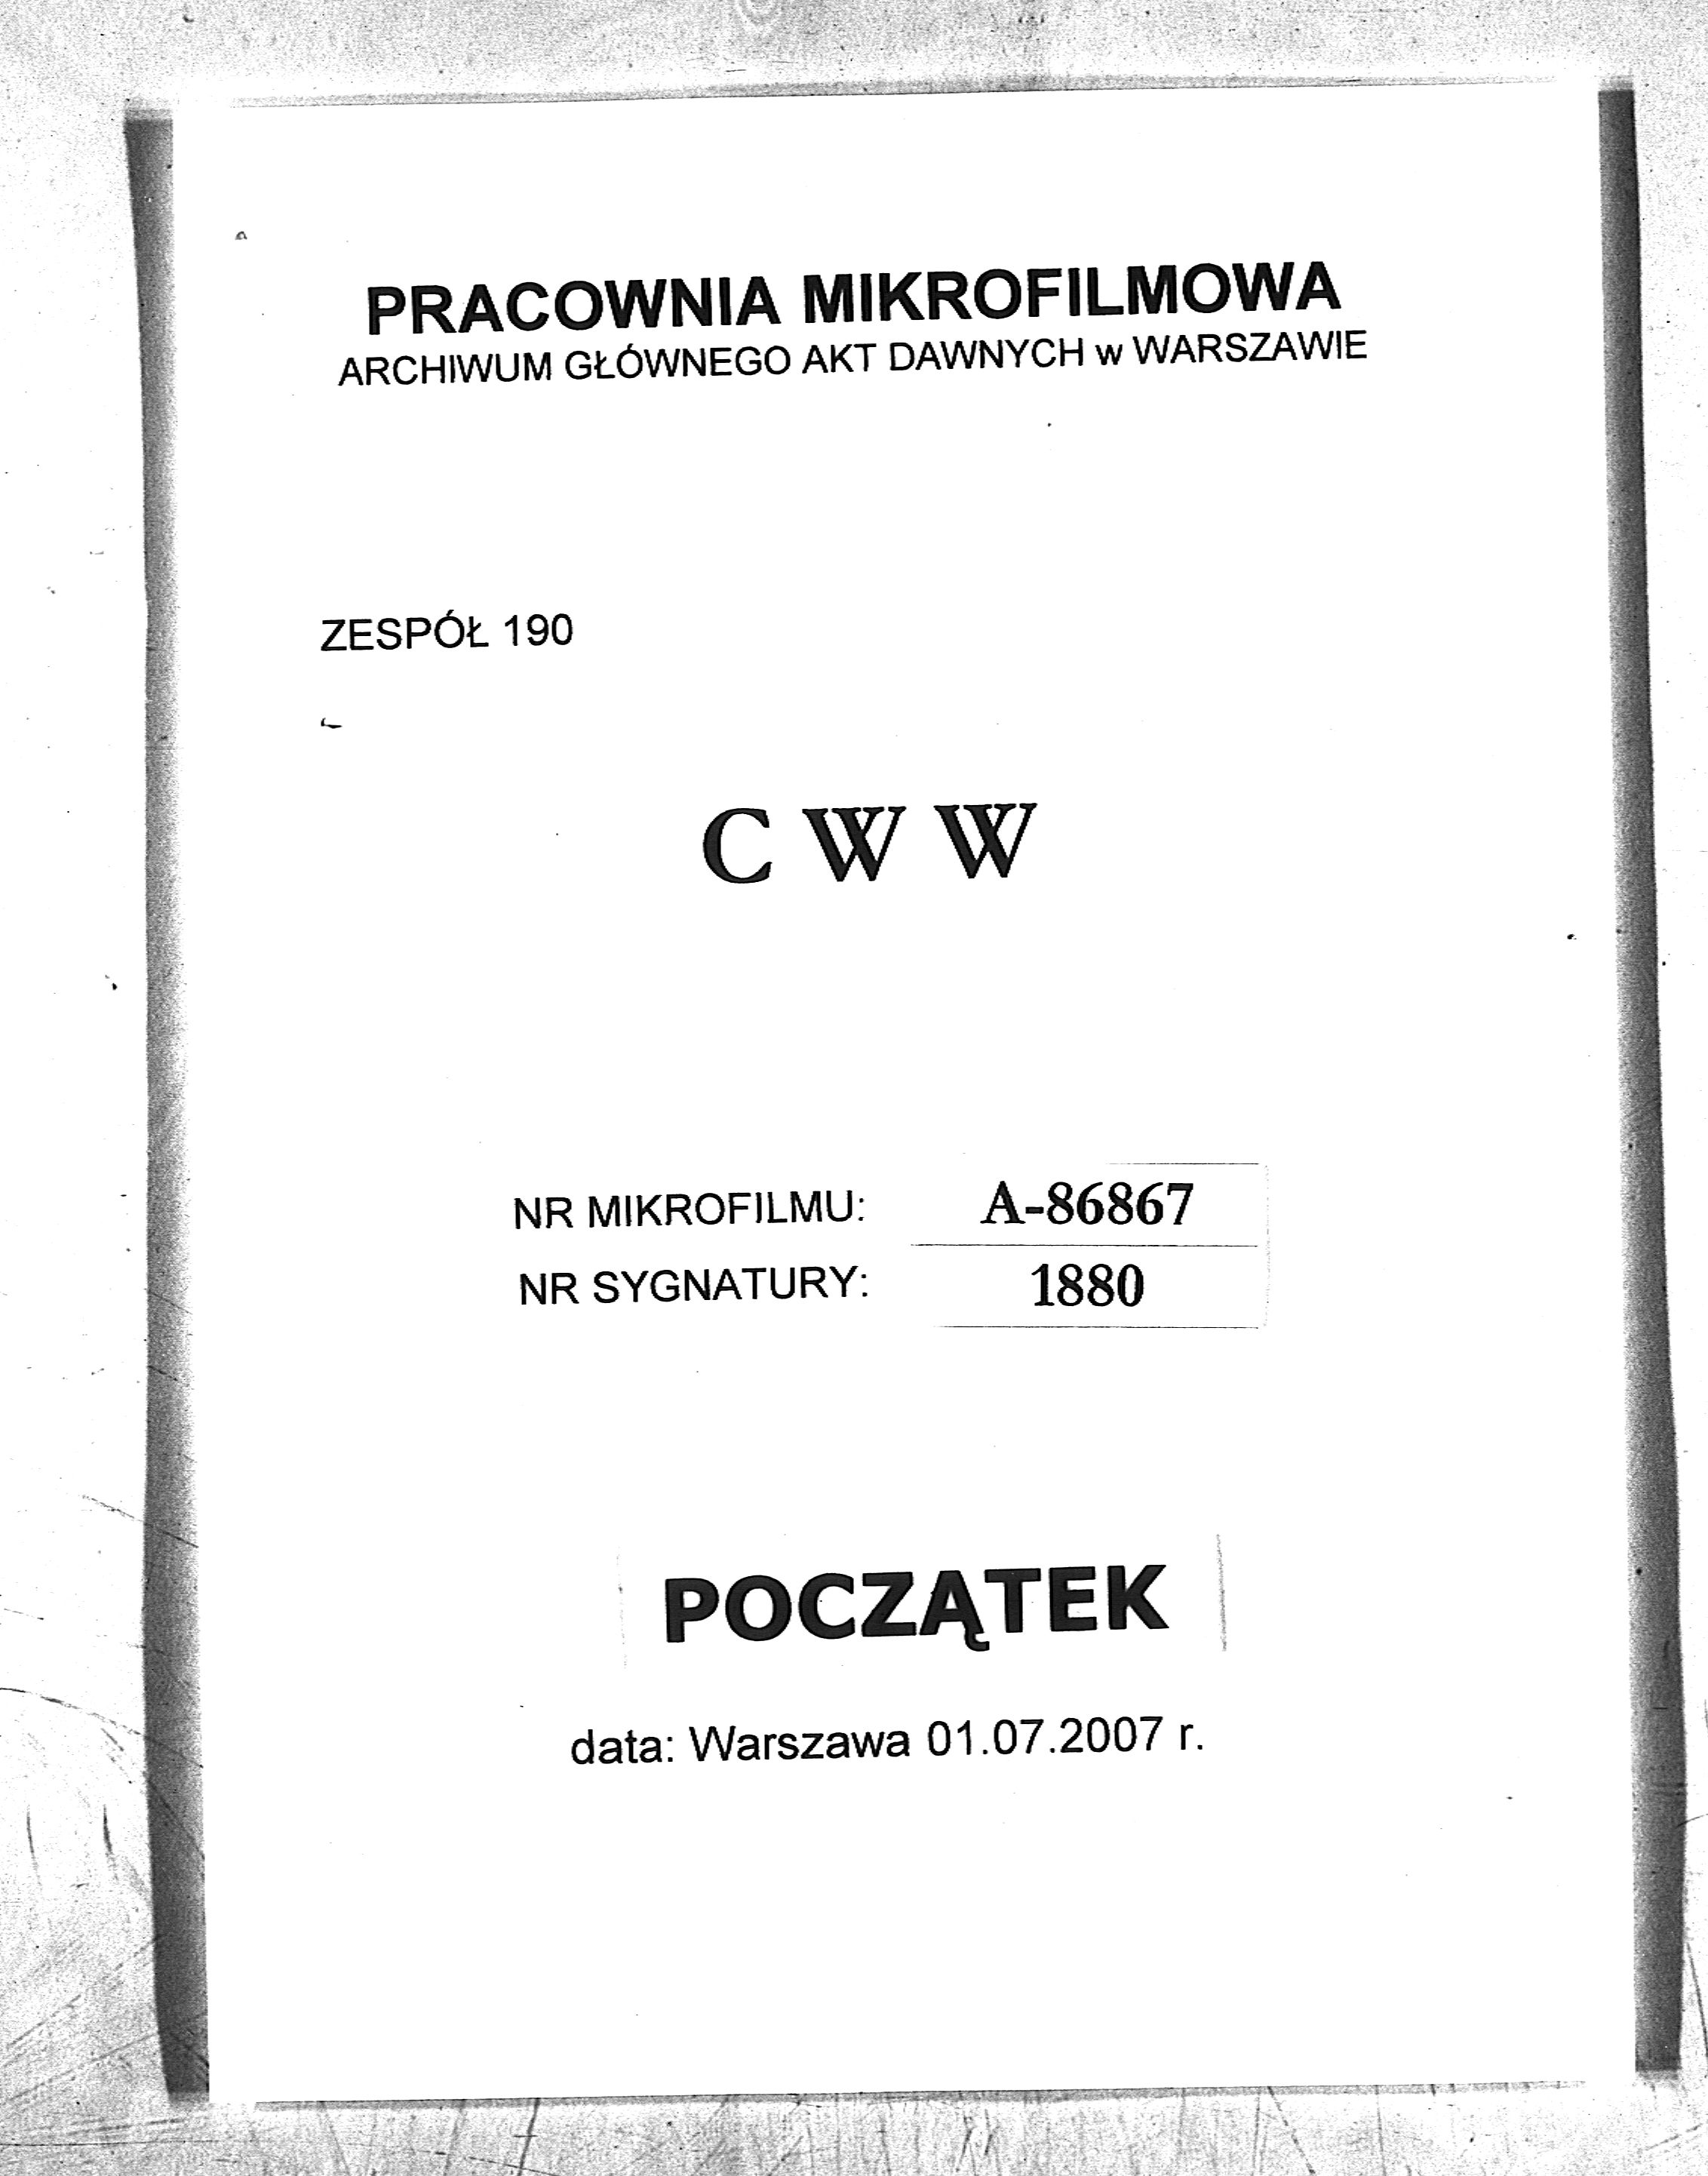 PRACOWNIA MIKROFILMOWA
ARCHIWUM GŁÓWNEGO AKT DAWNYCH w WARSZAWIE
ZESPÓŁ 190
C W W
NR MIKROFILMU: A-86867
NR SYGNATURY: 1880
POCZĄTEK
data: Warszawa 01.07.2007 r.